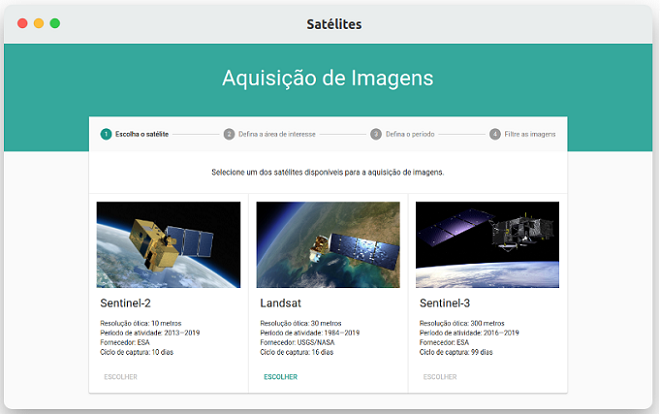 Satélites
Aquisição de Imagens
1 Escolha o satélite 2 Defina a área de interesse 3 Defina o período 4 Filtre as imagens
Selecione um dos satélites disponíveis para a aquisição de imagens.
Sentinel-2
Resolução ótica: 10 metros
Período de atividade: 2013—2019
Fornecedor: ESA
Ciclo de captura: 10 dias
ESCOLHER
Landsat
Resolução ótica: 30 metros
Período de atividade: 1984—2019
Fornecedor: USGS/NASA
Ciclo de captura: 16 dias
ESCOLHER
Sentinel-3
Resolução ótica: 300 metros
Período de atividade: 2016—2019
Fornecedor: ESA
Ciclo de captura: 99 dias
ESCOLHER